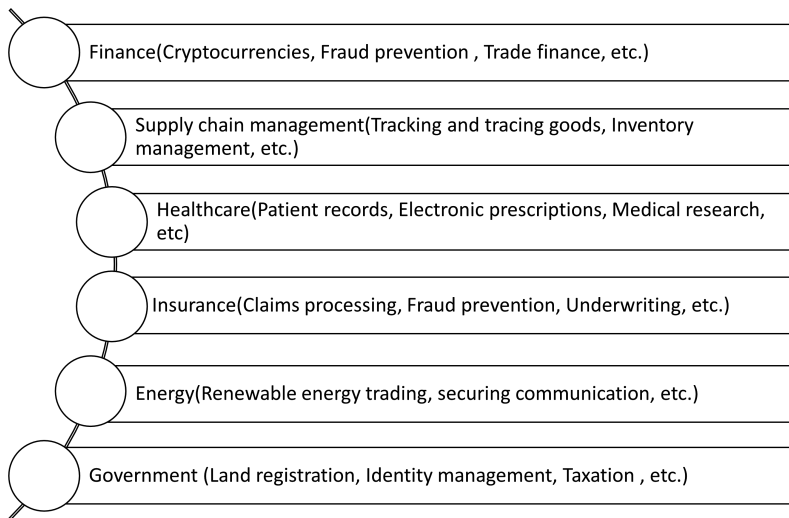 Finance(Cryptocurrencies, Fraud prevention , Trade finance, etc.)
Supply chain management(Tracking and tracing goods, Inventory
management, etc.)
Healthcare(Patient records, Electronic prescriptions, Medical research,
etc)
Insurance(Claims processing, Fraud prevention, Underwriting, etc.)
Energy(Renewable energy trading, securing communication, etc.)
Government (Land registration, Identity management, Taxation , etc.)